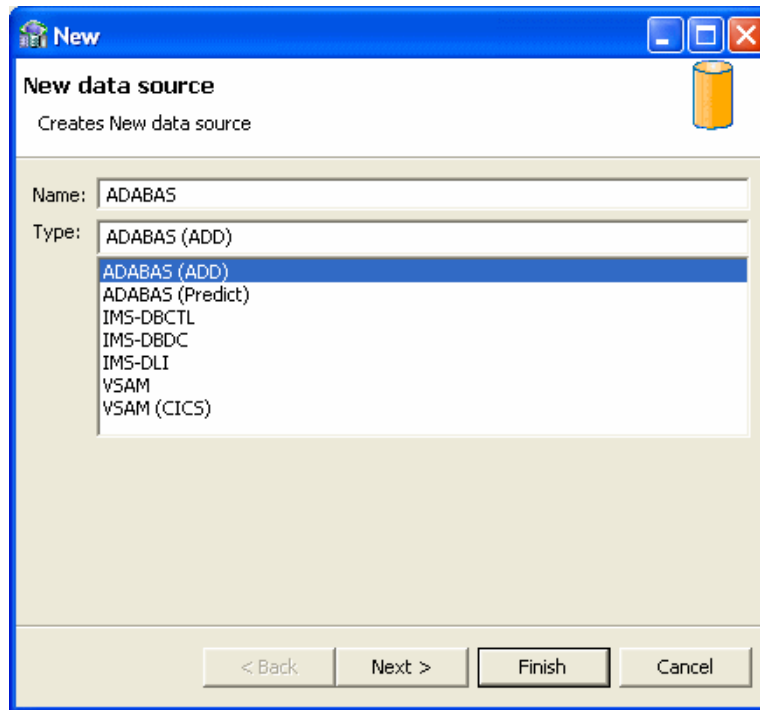 New
New data source
Creates New data source
Name: ADABAS
Type: ADABAS (ADD)
ADABAS (ADD)
ADABAS (Predict)
IMS-DBCTL
IMS-DBDC
IMS-DLI
VSAM
VSAM (CICS)
< Back Next > Finish Cancel